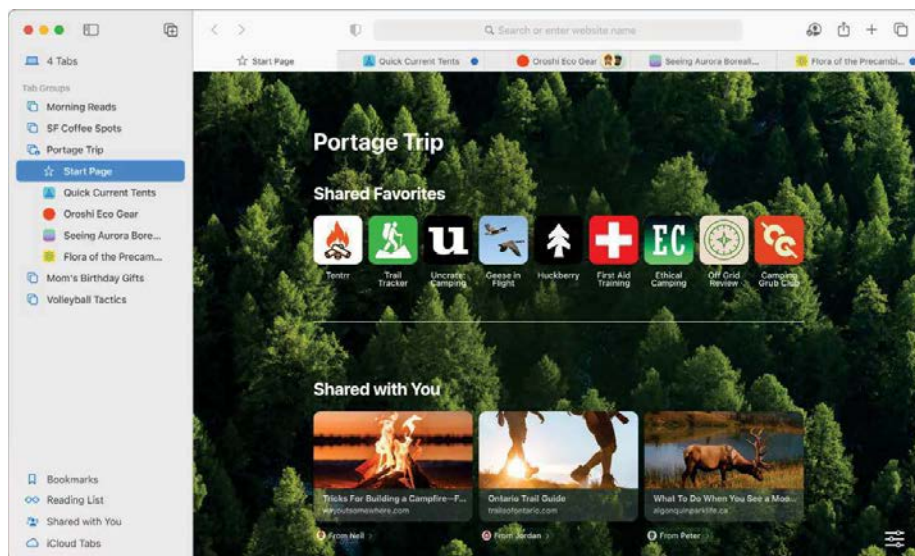 Search or enter website name
4 Tabs
Start Page
Quick Current Tents
Oroshi Eco Gear
Seeing Aurora Boreali...
Flora of the Precambi...
Tab Groups
Morning Reads
SF Coffee Spots
Portage Trip
Start Page
Quick Current Tents
Oroshi Eco Gear
Seeing Aurora Bore...
Flora of the Precam...
Mom's Birthday Gifts
Volleyball Tactics
Bookmarks
Reading List
Shared with You
iCloud Tabs
Portage Trip
Shared Favorites
u
EC
Tentrr
Trail
Tracker
Uncrate:
Camping
Geese in
Flight
Huckberry
First Aid
Training
Ethical
Camping
Off Grid
Review
Camping
Grub Club
Shared with You
Tricks For Building a Campfire—F...
wayoutsomewhere.com
From Neil
Ontario Trail Guide
trailsofontario.com
From Jordan
What To Do When You See a Moo...
algonquinparklife.ca
From Peter